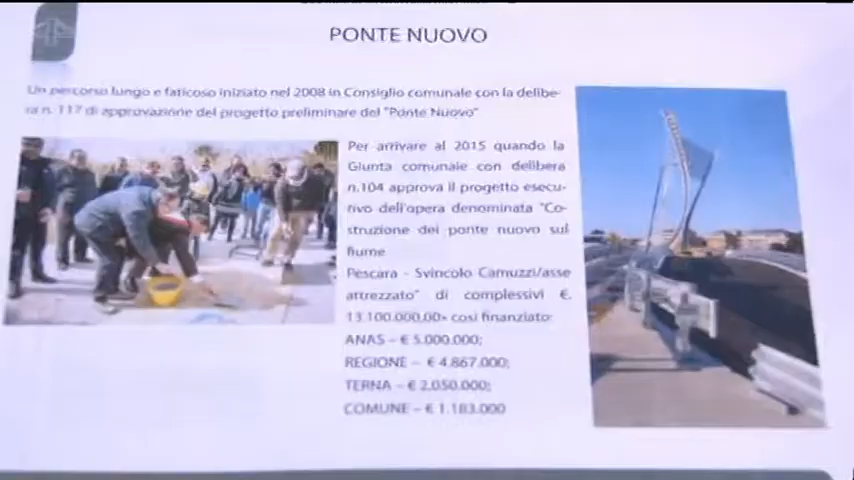 PONTE NUOVO
Un percorso lungo e faticoso iniziato nel 2008 in Consiglio comunale con la delibe-
ra n. 117 di approvazione del progetto preliminare del "Ponte Nuovo"
Per arrivare al 2015 quando la
Giunta comunale con delibera
n.104 approva il progetto esecu-
tivo dell'opera denominata "Co-
struzione del ponte nuovo sul
fiume
Pescara - Svincolo Camuzzi/asse
attrezzato" di complessivi €.
13.100.000,00= così finanziato:
ANAS – € 5.000.000;
REGIONE – € 4.867.000;
TERNA – € 2.050.000;
COMUNE – € 1.183.000